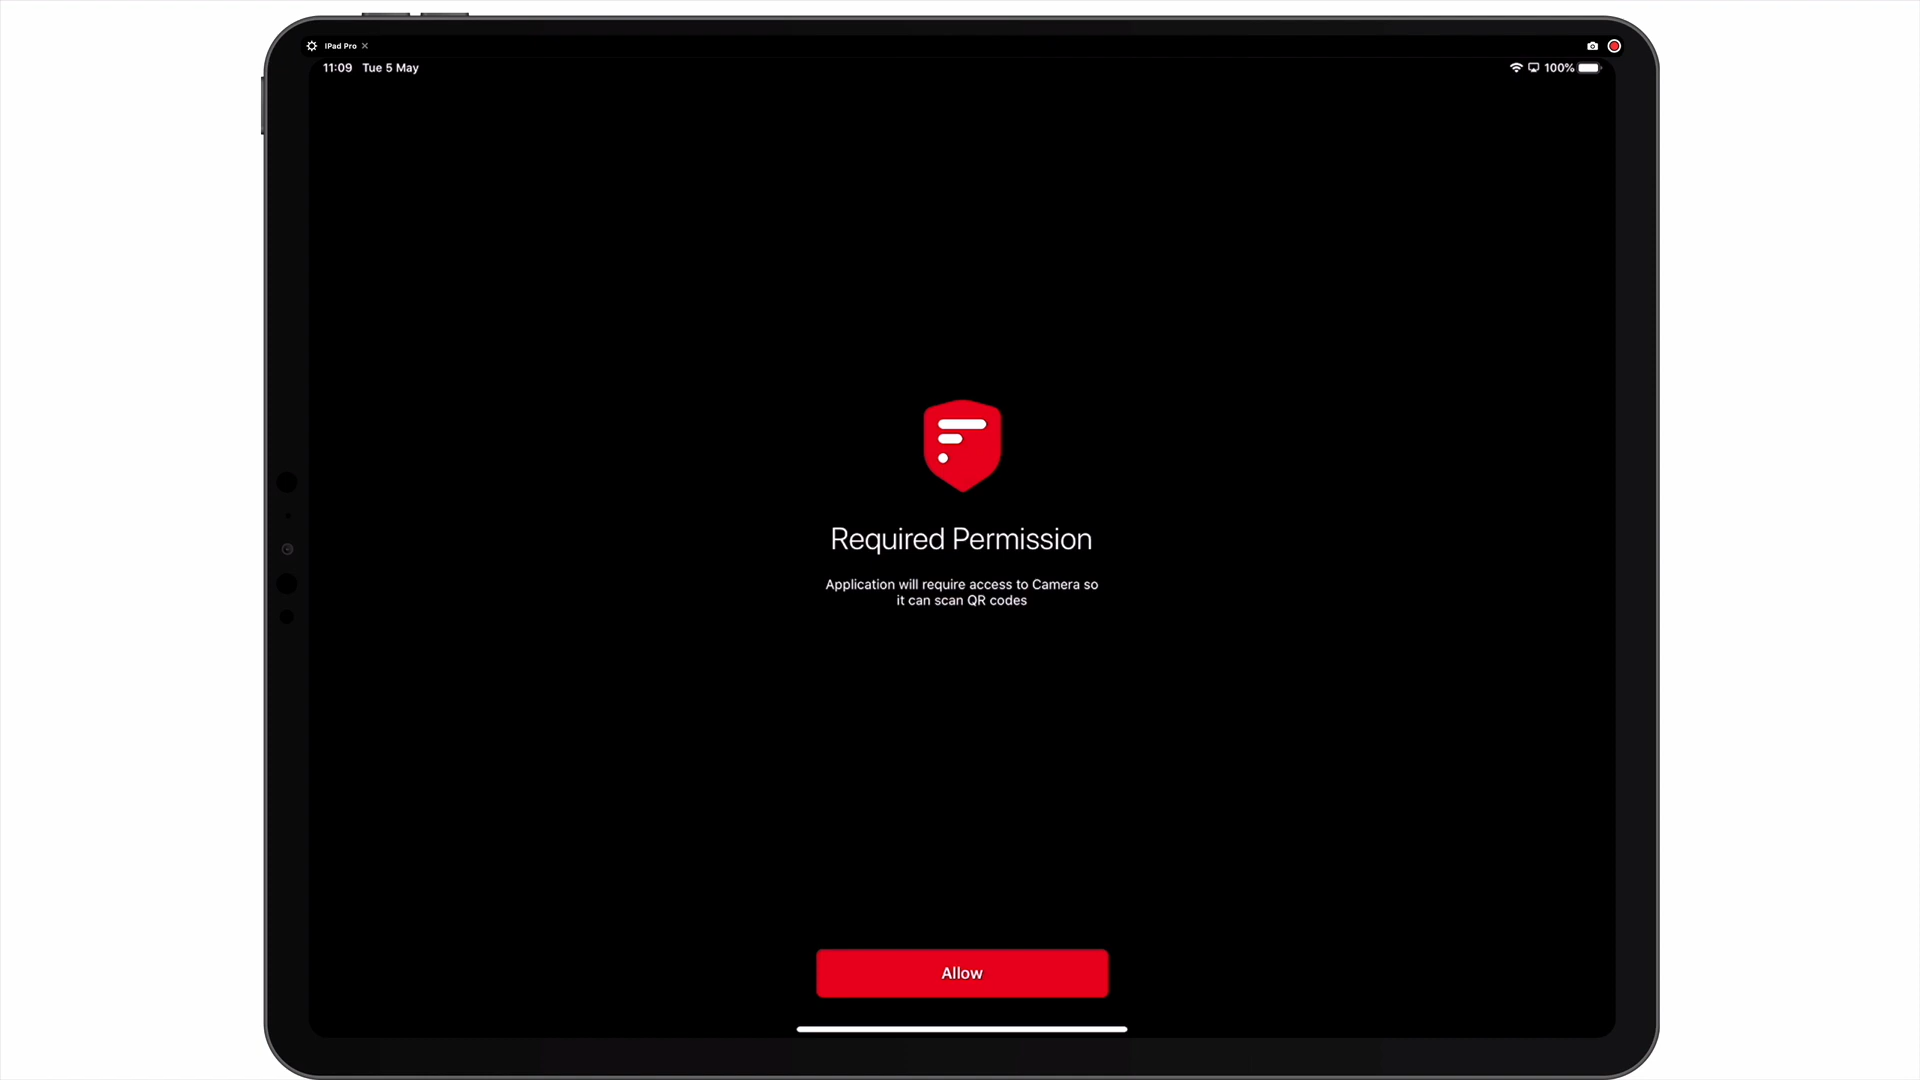 iPad Pro
11:09 Tue 5 May
100%
Required Permission
Application will require access to Camera so
it can scan QR codes
Allow